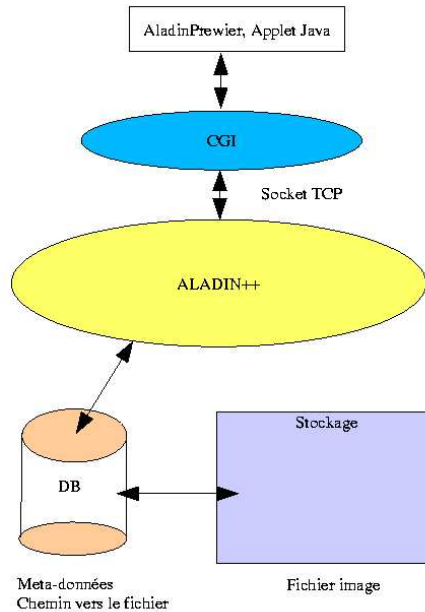 AladinPrewier, Applet Java
CGI
Socket TCP
ALADIN++
Stockage
DB
Meta-données
Chemin vers le fichier
Fichier image